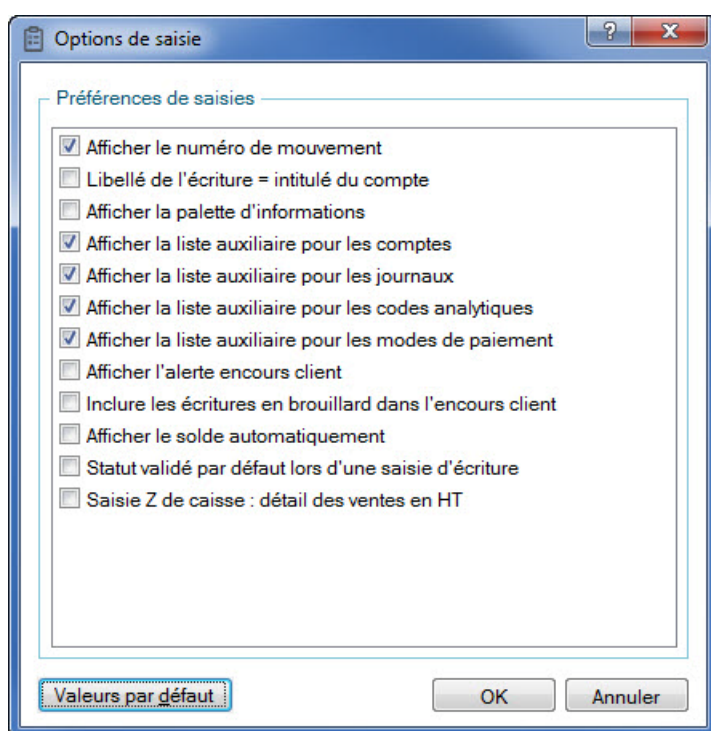 Options de saisie
Préférences de saisies
Afficher le numéro de mouvement
Libellé de l'écriture = intitulé du compte
Afficher la palette d'informations
Afficher la liste auxiliaire pour les comptes
Afficher la liste auxiliaire pour les journaux
Afficher la liste auxiliaire pour les codes analytiques
Afficher la liste auxiliaire pour les modes de paiement
Afficher l'alerte encours client
Inclure les écritures en brouillard dans l'encours client
Afficher le solde automatiquement
Statut validé par défaut lors d'une saisie d'écriture
Saisie Z de caisse : détail des ventes en HT
Valeurs par défaut OK Annuler